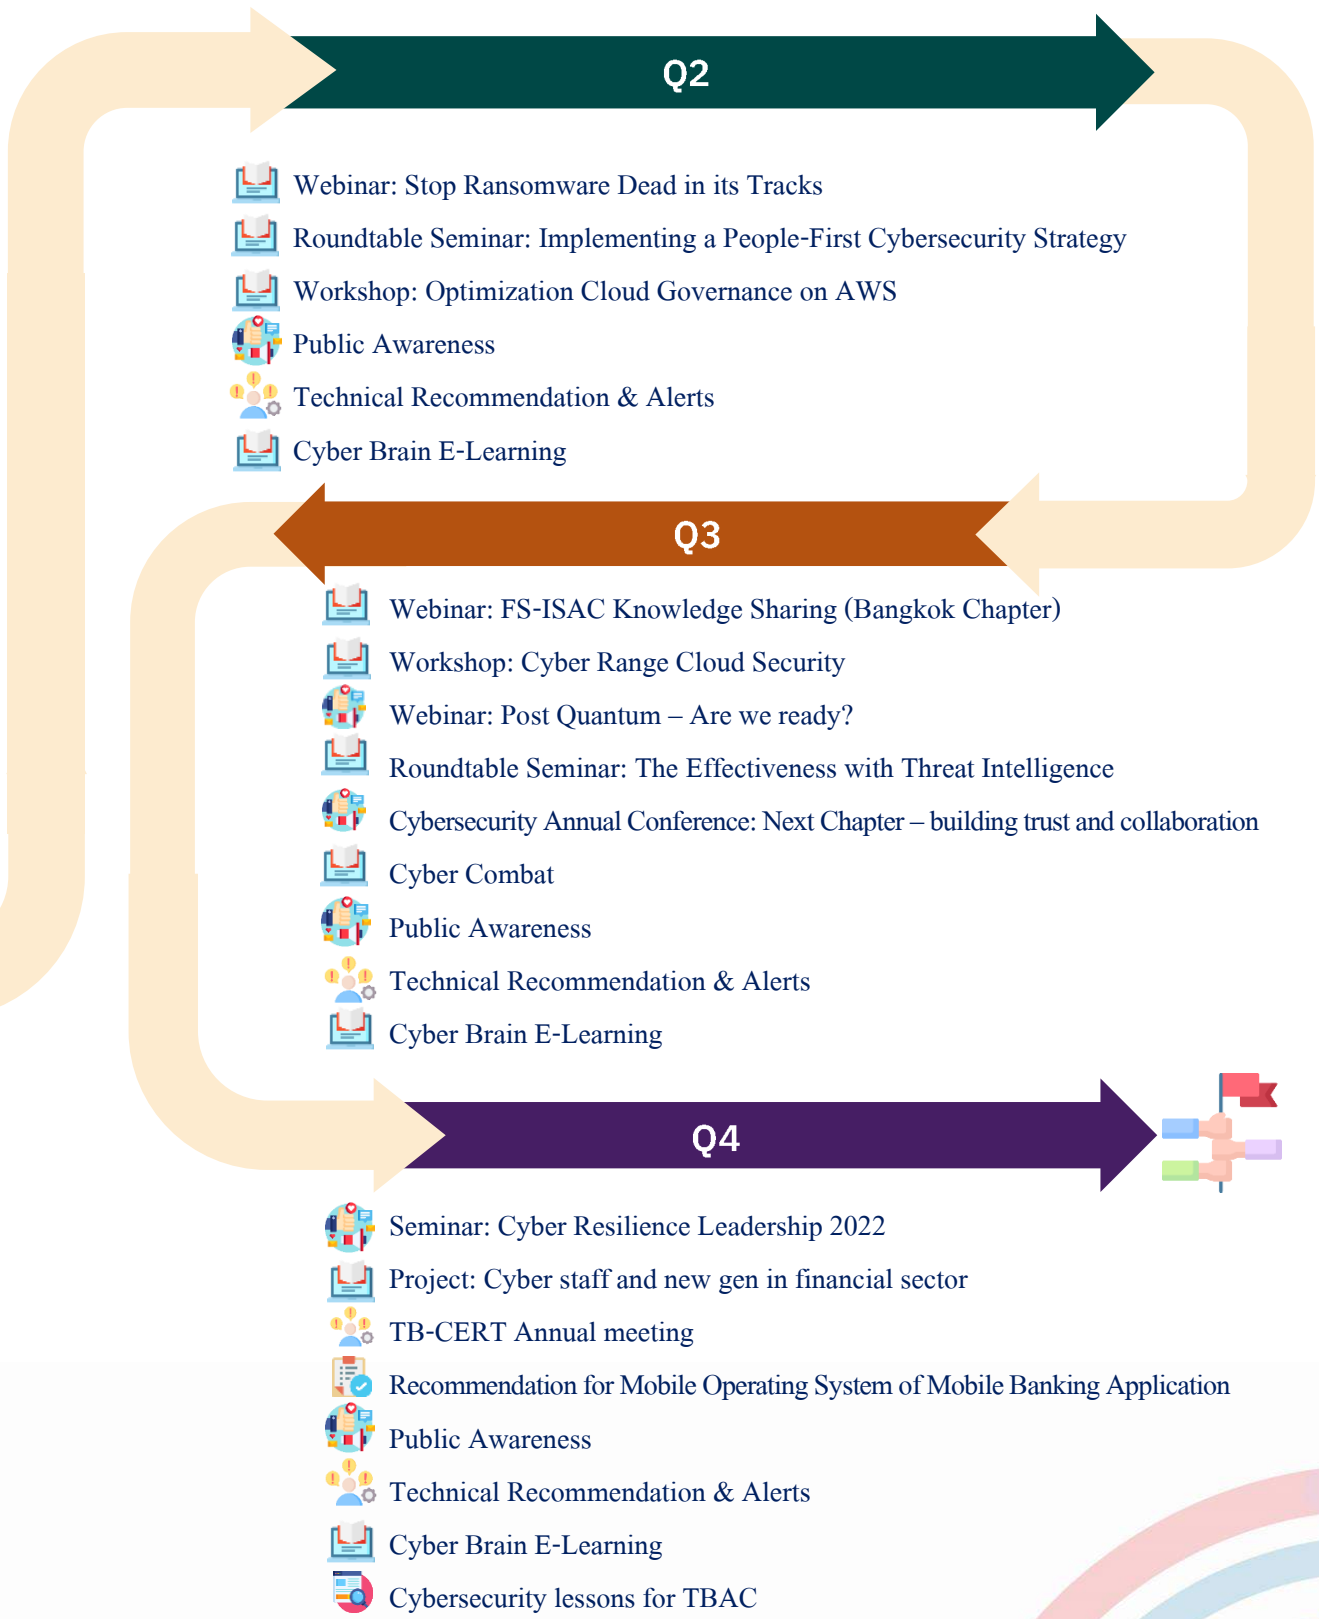 Q2
Webinar: Stop Ransomware Dead in its Tracks
Roundtable Seminar: Implementing a People-First Cybersecurity Strategy
Workshop: Optimization Cloud Governance on AWS
Public Awareness
Technical Recommendation & Alerts
Cyber Brain E-Learning
Q3
Webinar: FS-ISAC Knowledge Sharing (Bangkok Chapter)
Workshop: Cyber Range Cloud Security
Webinar: Post Quantum – Are we ready?
Roundtable Seminar: The Effectiveness with Threat Intelligence
Cybersecurity Annual Conference: Next Chapter – building trust and collaboration
Cyber Combat
Public Awareness
Technical Recommendation & Alerts
Cyber Brain E-Learning
Q4
Seminar: Cyber Resilience Leadership 2022
Project: Cyber staff and new gen in financial sector
TB-CERT Annual meeting
Recommendation for Mobile Operating System of Mobile Banking Application
Public Awareness
Technical Recommendation & Alerts
Cyber Brain E-Learning
Cybersecurity lessons for TBAC